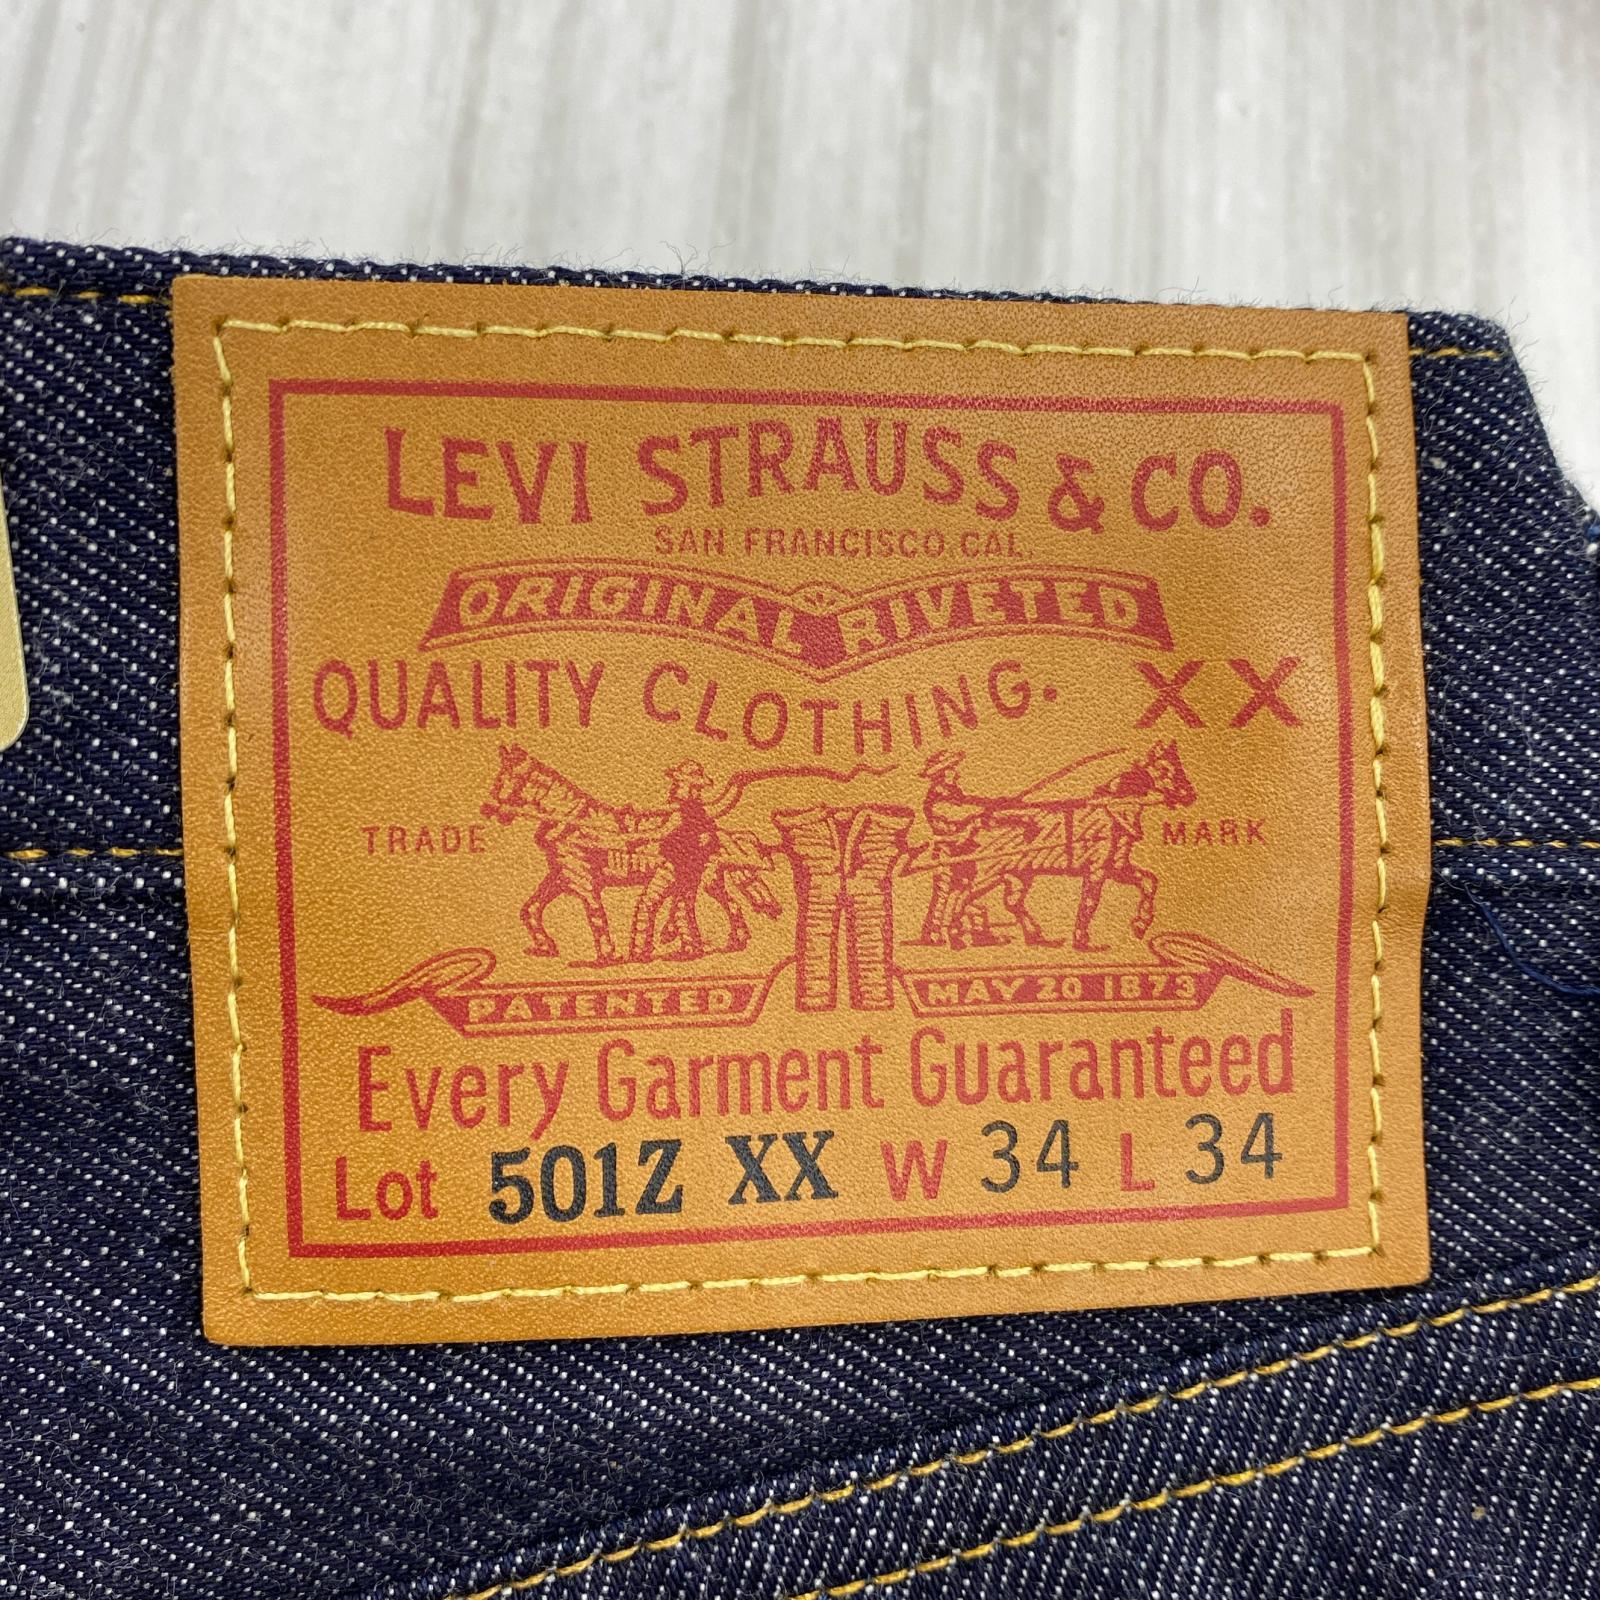 LEVI STRAUSS & CO.
SAN FRANCISCO, CAL.
ORIGINAL RIVETED
QUALITY CLOTHING. XX
TRADE MARK
PATENTED MAY 20 1873
Every Garment Guaranteed
Lot 501Z XX W 34 L 34